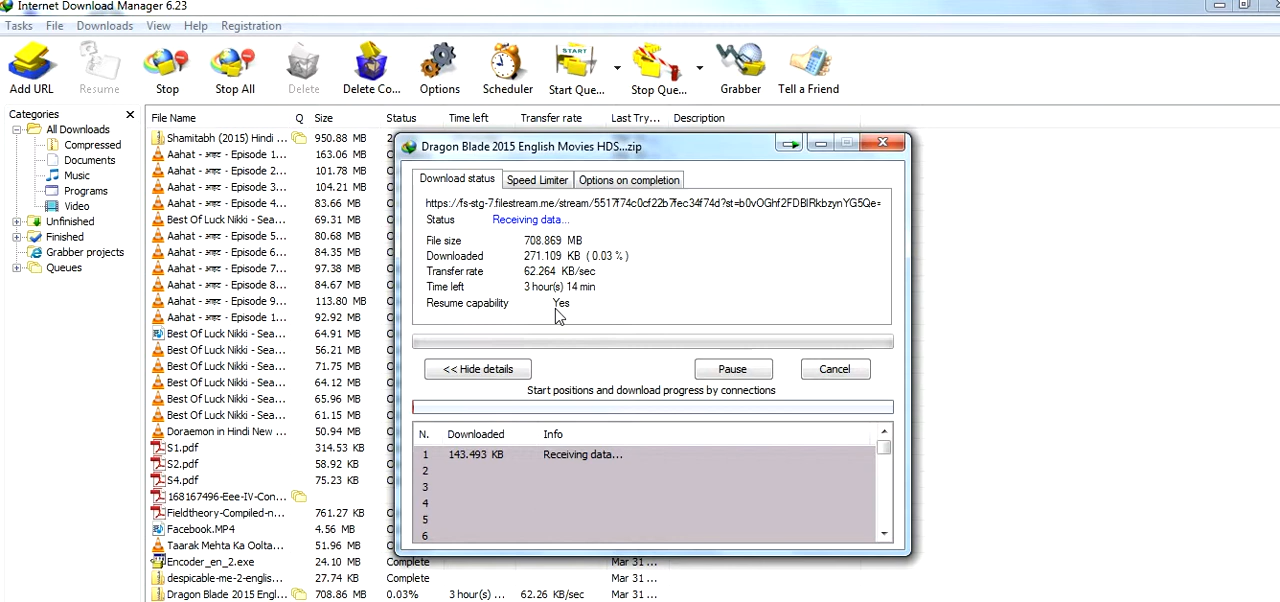 Internet Download Manager 6.23
Tasks File Downloads View Help Registration
Add URL Resume Stop Stop All Delete Delete Co... Options Scheduler Start Que... Stop Que... Grabber Tell a Friend
Categories
All Downloads
Compressed
Documents
Music
Programs
Video
Unfinished
Finished
Grabber projects
Queues
File Name Q Size Status Time left Transfer rate Last Try... Description
Shamitabh (2015) Hindi ... 950.88 MB
Aahat - आहट - Episode 1... 163.06 MB
Aahat - आहट - Episode 2... 101.78 MB
Aahat - आहट - Episode 3... 104.21 MB
Aahat - आहट - Episode 4... 83.66 MB
Best Of Luck Nikki - Sea... 69.31 MB
Aahat - आहट - Episode 5... 80.68 MB
Aahat - आहट - Episode 6... 84.35 MB
Aahat - आहट - Episode 7... 97.38 MB
Aahat - आहट - Episode 8... 84.67 MB
Aahat - आहट - Episode 9... 113.80 MB
Aahat - आहट - Episode 1... 92.92 MB
Best Of Luck Nikki - Sea... 64.91 MB
Best Of Luck Nikki - Sea... 56.21 MB
Best Of Luck Nikki - Sea... 71.75 MB
Best Of Luck Nikki - Sea... 64.12 MB
Best Of Luck Nikki - Sea... 65.96 MB
Best Of Luck Nikki - Sea... 61.15 MB
Doraemon in Hindi New ... 50.94 MB
S1.pdf 314.53 KB
S2.pdf 58.92 KB
S4.pdf 75.23 KB
168167496-Eee-IV-Con...
Fieldtheory-Compiled-n... 761.27 KB
Facebook.MP4 4.56 MB
Taarak Mehta Ka Oolta... 51.96 MB
Encoder_en_2.exe 24.10 MB Complete Mar 31 ...
despicable-me-2-englis... 27.74 KB Complete Mar 31 ...
Dragon Blade 2015 Engl... 708.86 MB 0.03% 3 hour(s) ... 62.26 KB/sec Mar 31 ...
Dragon Blade 2015 English Movies HDS...zip
Download status Speed Limiter Options on completion
https://fs-stg-7.filestream.me/stream/5517f74c0cf22b7fec34f74d?st=b0vOGhf2FDBlRkbzynYG5Qe=
Status Receiving data...
File size 708.869 MB
Downloaded 271.109 KB ( 0.03 % )
Transfer rate 62.264 KB/sec
Time left 3 hour(s) 14 min
Resume capability Yes
<< Hide details Pause Cancel
Start positions and download progress by connections
N. Downloaded Info
1 143.493 KB Receiving data...
2
3
4
5
6